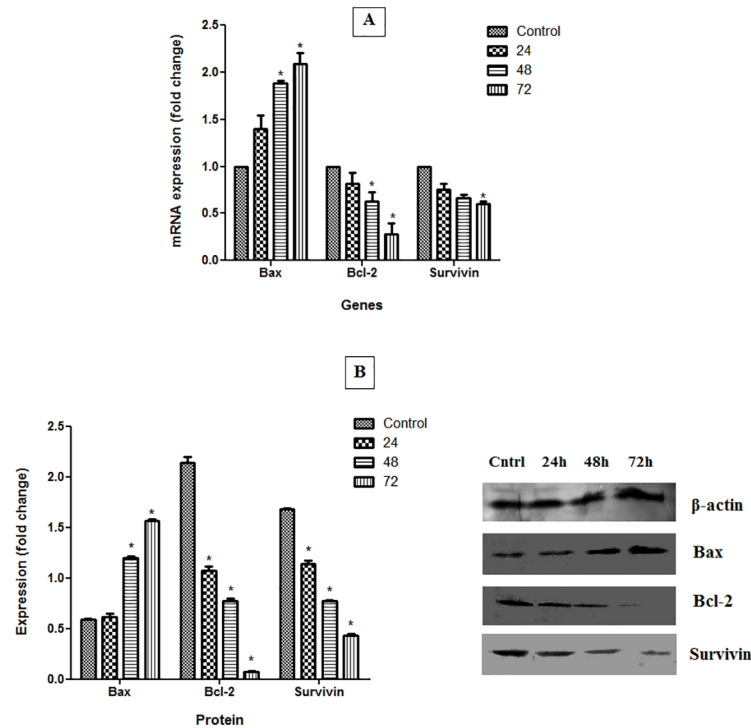 A
Control
24
48
72
mRNA expression (fold change)
2.5
2.0
1.5
1.0
0.5
0.0
* *
* *
*
Bax Bcl-2 Survivin
Genes
B
Control
24
48
72
Expression (fold change)
2.5
2.0
1.5
1.0
0.5
0.0
* *
* * *
* * *
Bax Bcl-2 Survivin
Protein
Cntrl 24h 48h 72h
β-actin
Bax
Bcl-2
Survivin